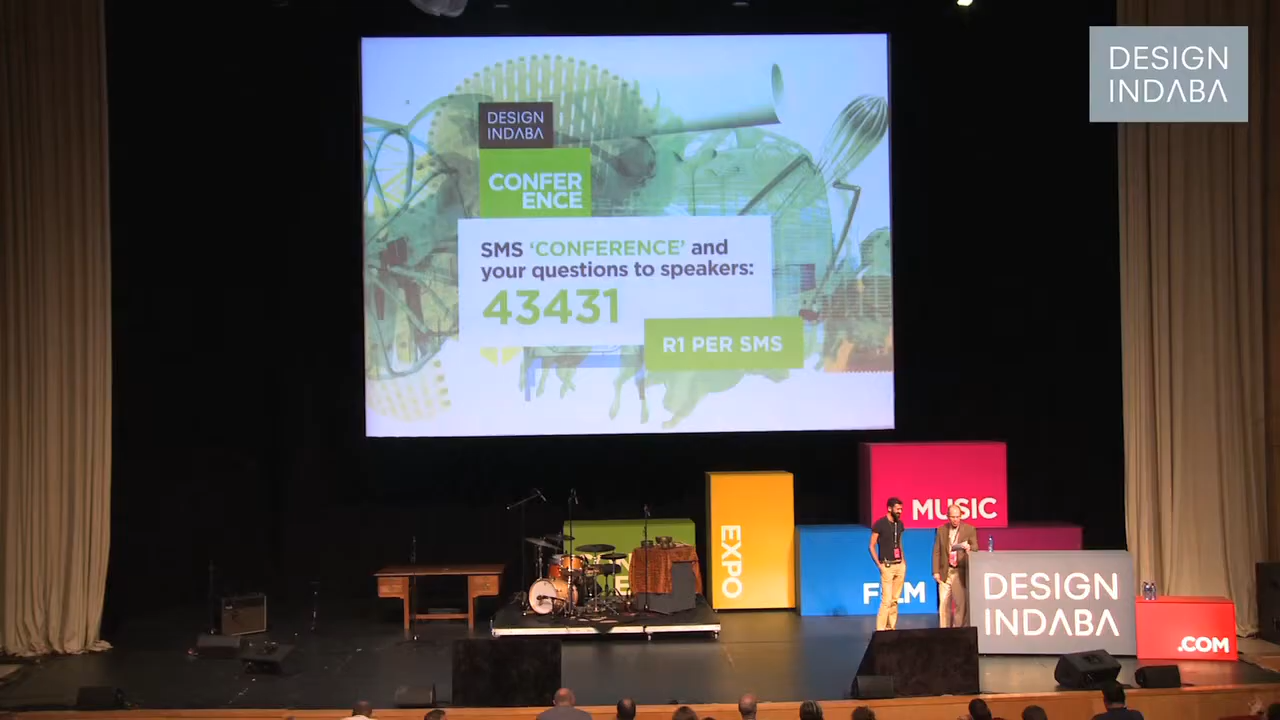 DESIGN
INDABA
DESIGN
INDABA
CONFER
ENCE
SMS ‘CONFERENCE’ and
your questions to speakers:
43431
R1 PER SMS
MUSIC
EXPO
FILM
DESIGN
INDABA
.COM